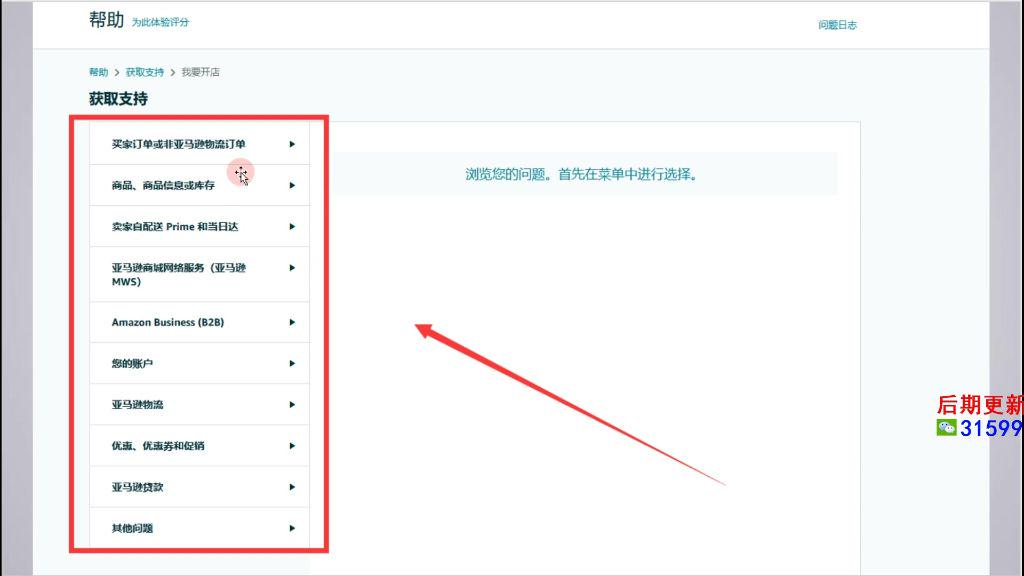 帮助 为此体验评分
问题日志
帮助 > 获取支持 > 我要开店
获取支持
买家订单或非亚马逊物流订单
商品、商品信息或库存
卖家自配送 Prime 和当日达
亚马逊商城网络服务（亚马逊
MWS）
Amazon Business (B2B)
您的账户
亚马逊物流
优惠、优惠券和促销
亚马逊贷款
其他问题
浏览您的问题。首先在菜单中进行选择。
后期更新
31599